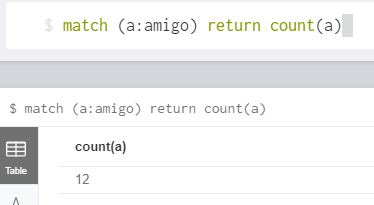 $ match (a:amigo) return count(a)
$ match (a:amigo) return count(a)
count(a)
Table
12
A